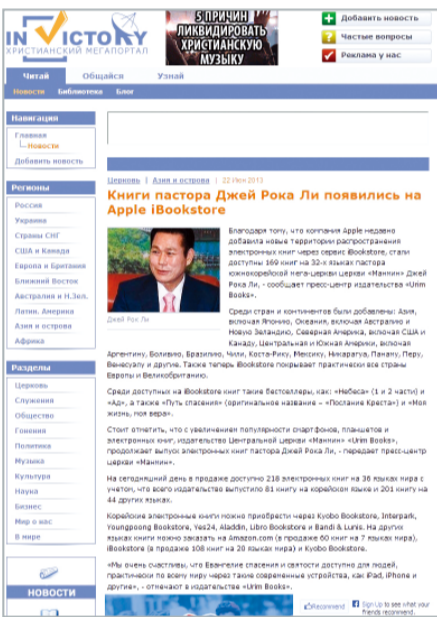 IN VICTORY
ХРИСТИАНСКИЙ МЕГАПОРТАЛ
5 ПРИЧИН
ЛИКВИДИРОВАТЬ
ХРИСТИАНСКУЮ
МУЗЫКУ
Добавить новость
Частые вопросы
Реклама у нас
Читай
Общайся
Узнай
Новости
Библиотека
Блог
Навигация
Главная
Новости
Добавить новость
Регионы
Россия
Украина
Страны СНГ
США и Канада
Европа и Британия
Ближний Восток
Австралия и Н.Зел.
Латин. Америка
Азия и острова
Африка
Разделы
Церковь
Служения
Общество
Гонения
Политика
Музыка
Культура
Наука
Бизнес
Мир о нас
В мире
НОВОСТИ
Церковь | Азия и острова | 22 Июн 2013
Книги пастора Джей Рока Ли появились на
Apple iBookstore
Джей Рок Ли
Благодаря тому, что компания Apple недавно
добавила новые территории распространения
электронных книг через сервис iBookstore, стали
доступны 169 книг на 32-х языках пастора
южнокорейской мега-церкви церкви «Манмин» Джей
Рока Ли, - сообщает пресс-центр издательства «Urim
Books».
Среди стран и континентов были добавлены: Азия,
включая Японию, Океания, включая Австралию и
Новую Зеландию, Северная Америка, включая США и
Канаду, Центральная и Южная Америки, включая
Аргентину, Боливию, Бразилию, Чили, Коста-Рику, Мексику, Никарагуа, Панаму, Перу,
Венесуэлу и другие. Также теперь iBookstore покрывает практически все страны
Европы и Великобританию.
Среди доступных на iBookstore книг такие бестселлеры, как: «Небеса» (1 и 2 части) и
«Ад», а также «Путь спасения» (оригинальное название – «Послание Креста») и «Моя
жизнь, моя вера».
Стоит отметить, что с увеличением популярности смартфонов, планшетов и
электронных книг, издательство Центральной церкви «Манмин» «Urim Books»,
продолжает выпуск электронных книг пастора Джей Рока Ли, - передает пресс-центр
церкви «Манмин».
На сегодняшний день в продаже доступно 218 электронных книг на 36 языках мира с
учетом, что всего издательство выпустило 81 книгу на корейском языке и 201 книгу на
44 других языках.
Корейские электронные книги можно приобрести через Kyobo Bookstore, Interpark,
Youngpoong Bookstore, Yes24, Aladdin, Libro Bookstore и Bandi & Lunis. На других
языках книги можно заказать на Amazon.com (в продаже 60 книг на 7 языках мира),
iBookstore (в продаже 108 книг на 20 языках мира) и Kyobo Bookstore.
«Мы очень счастливы, что Евангелие спасения и святости доступно для людей,
практически по всему миру через такие современные устройства, как iPad, iPhone и
другие», - отмечают в издательстве «Urim Books».
Recommend
Sign Up to see what your
friends recommend.